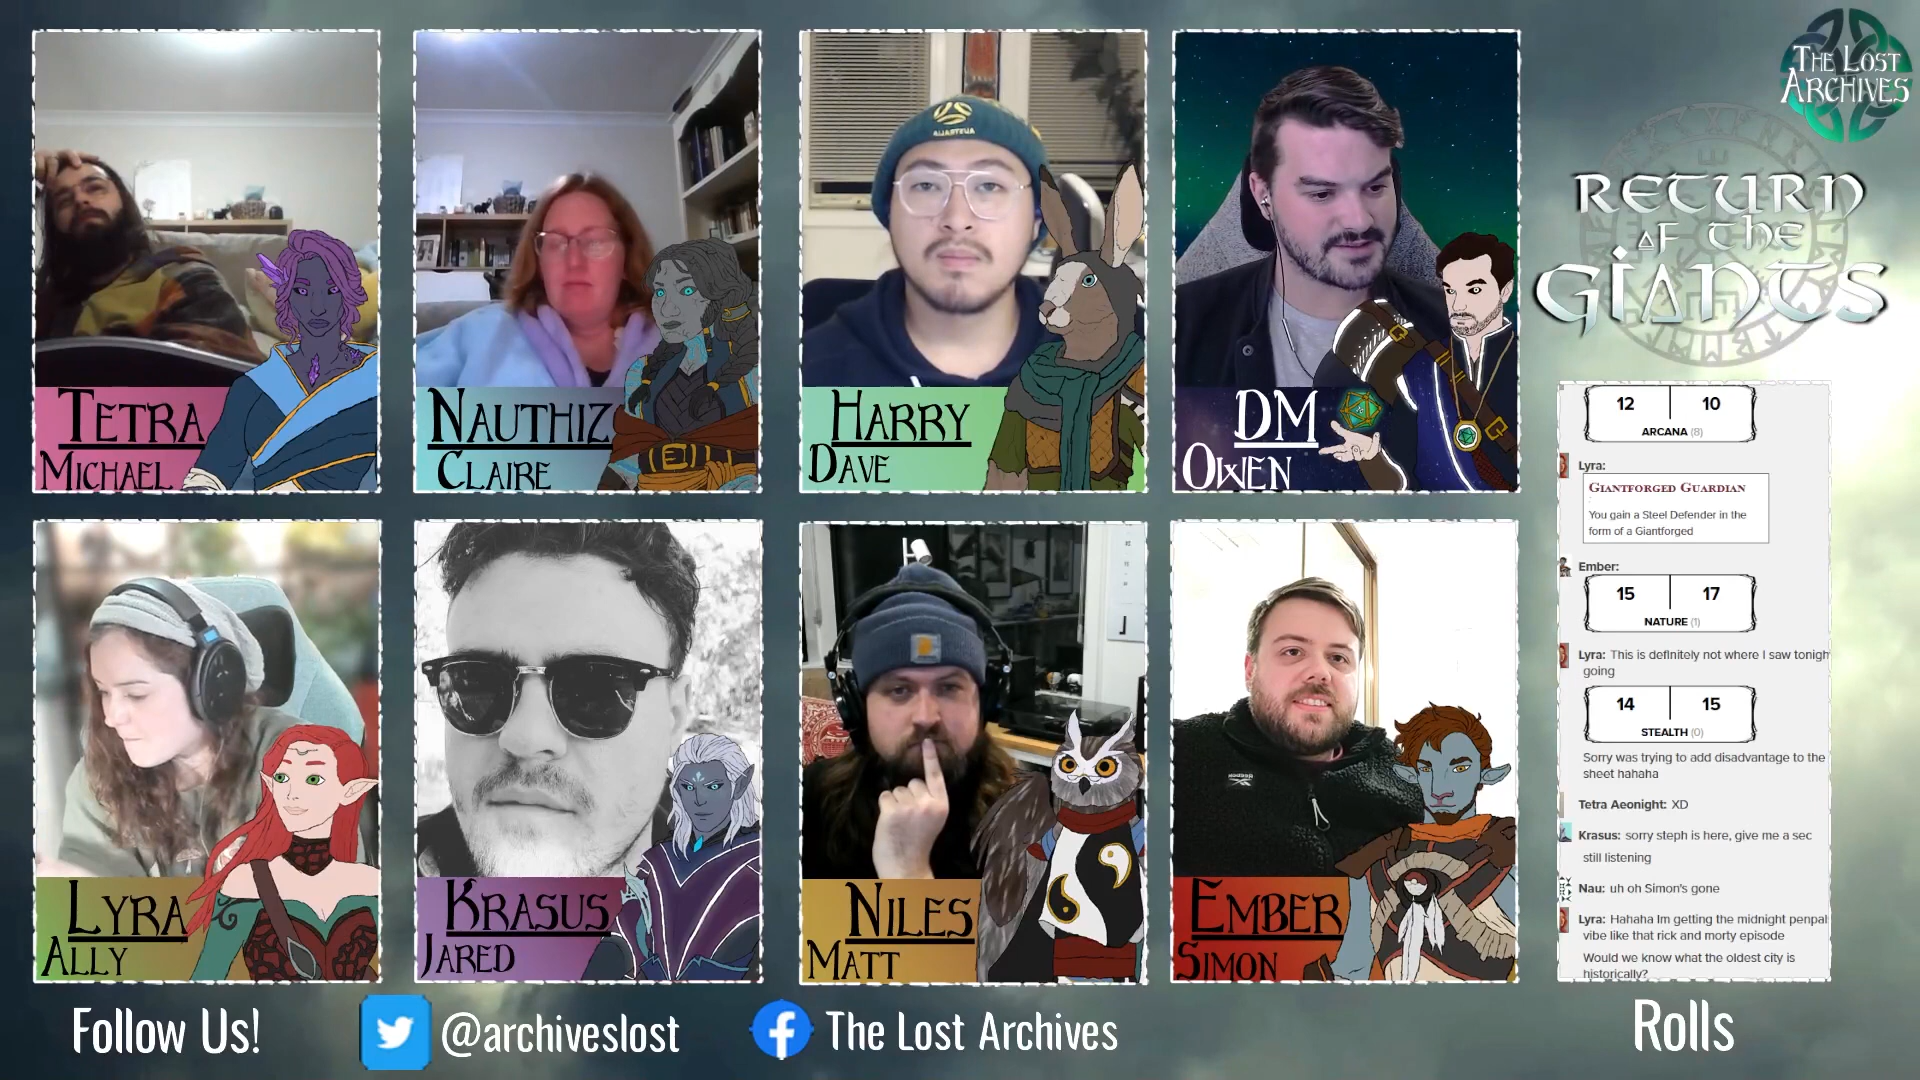 THE LOST
ARCHIVES
RETURN
OF THE
GIANTS
TETRA
MICHAEL
NAUTHIZ
CLAIRE
HARRY
DAVE
DM
OWEN
LYRA
ALLY
KRASUS
JARED
NILES
MATT
EMBER
SIMON
12 10
ARCANA (8)
Lyra:
GIANTFORGED GUARDIAN
You gain a Steel Defender in the
form of a Giantforged
Ember:
15 17
NATURE (1)
Lyra: This is definitely not where I saw tonigh
going
14 15
STEALTH (0)
Sorry was trying to add disadvantage to the
sheet hahaha
Tetra Aeonight: XD
Krasus: sorry steph is here, give me a sec
still listening
Nau: uh oh Simon's gone
Lyra: Hahaha Im getting the midnight penpal
vibe like that rick and morty episode
Would we know what the oldest city is
historically?
Follow Us!
@archiveslost
The Lost Archives
Rolls